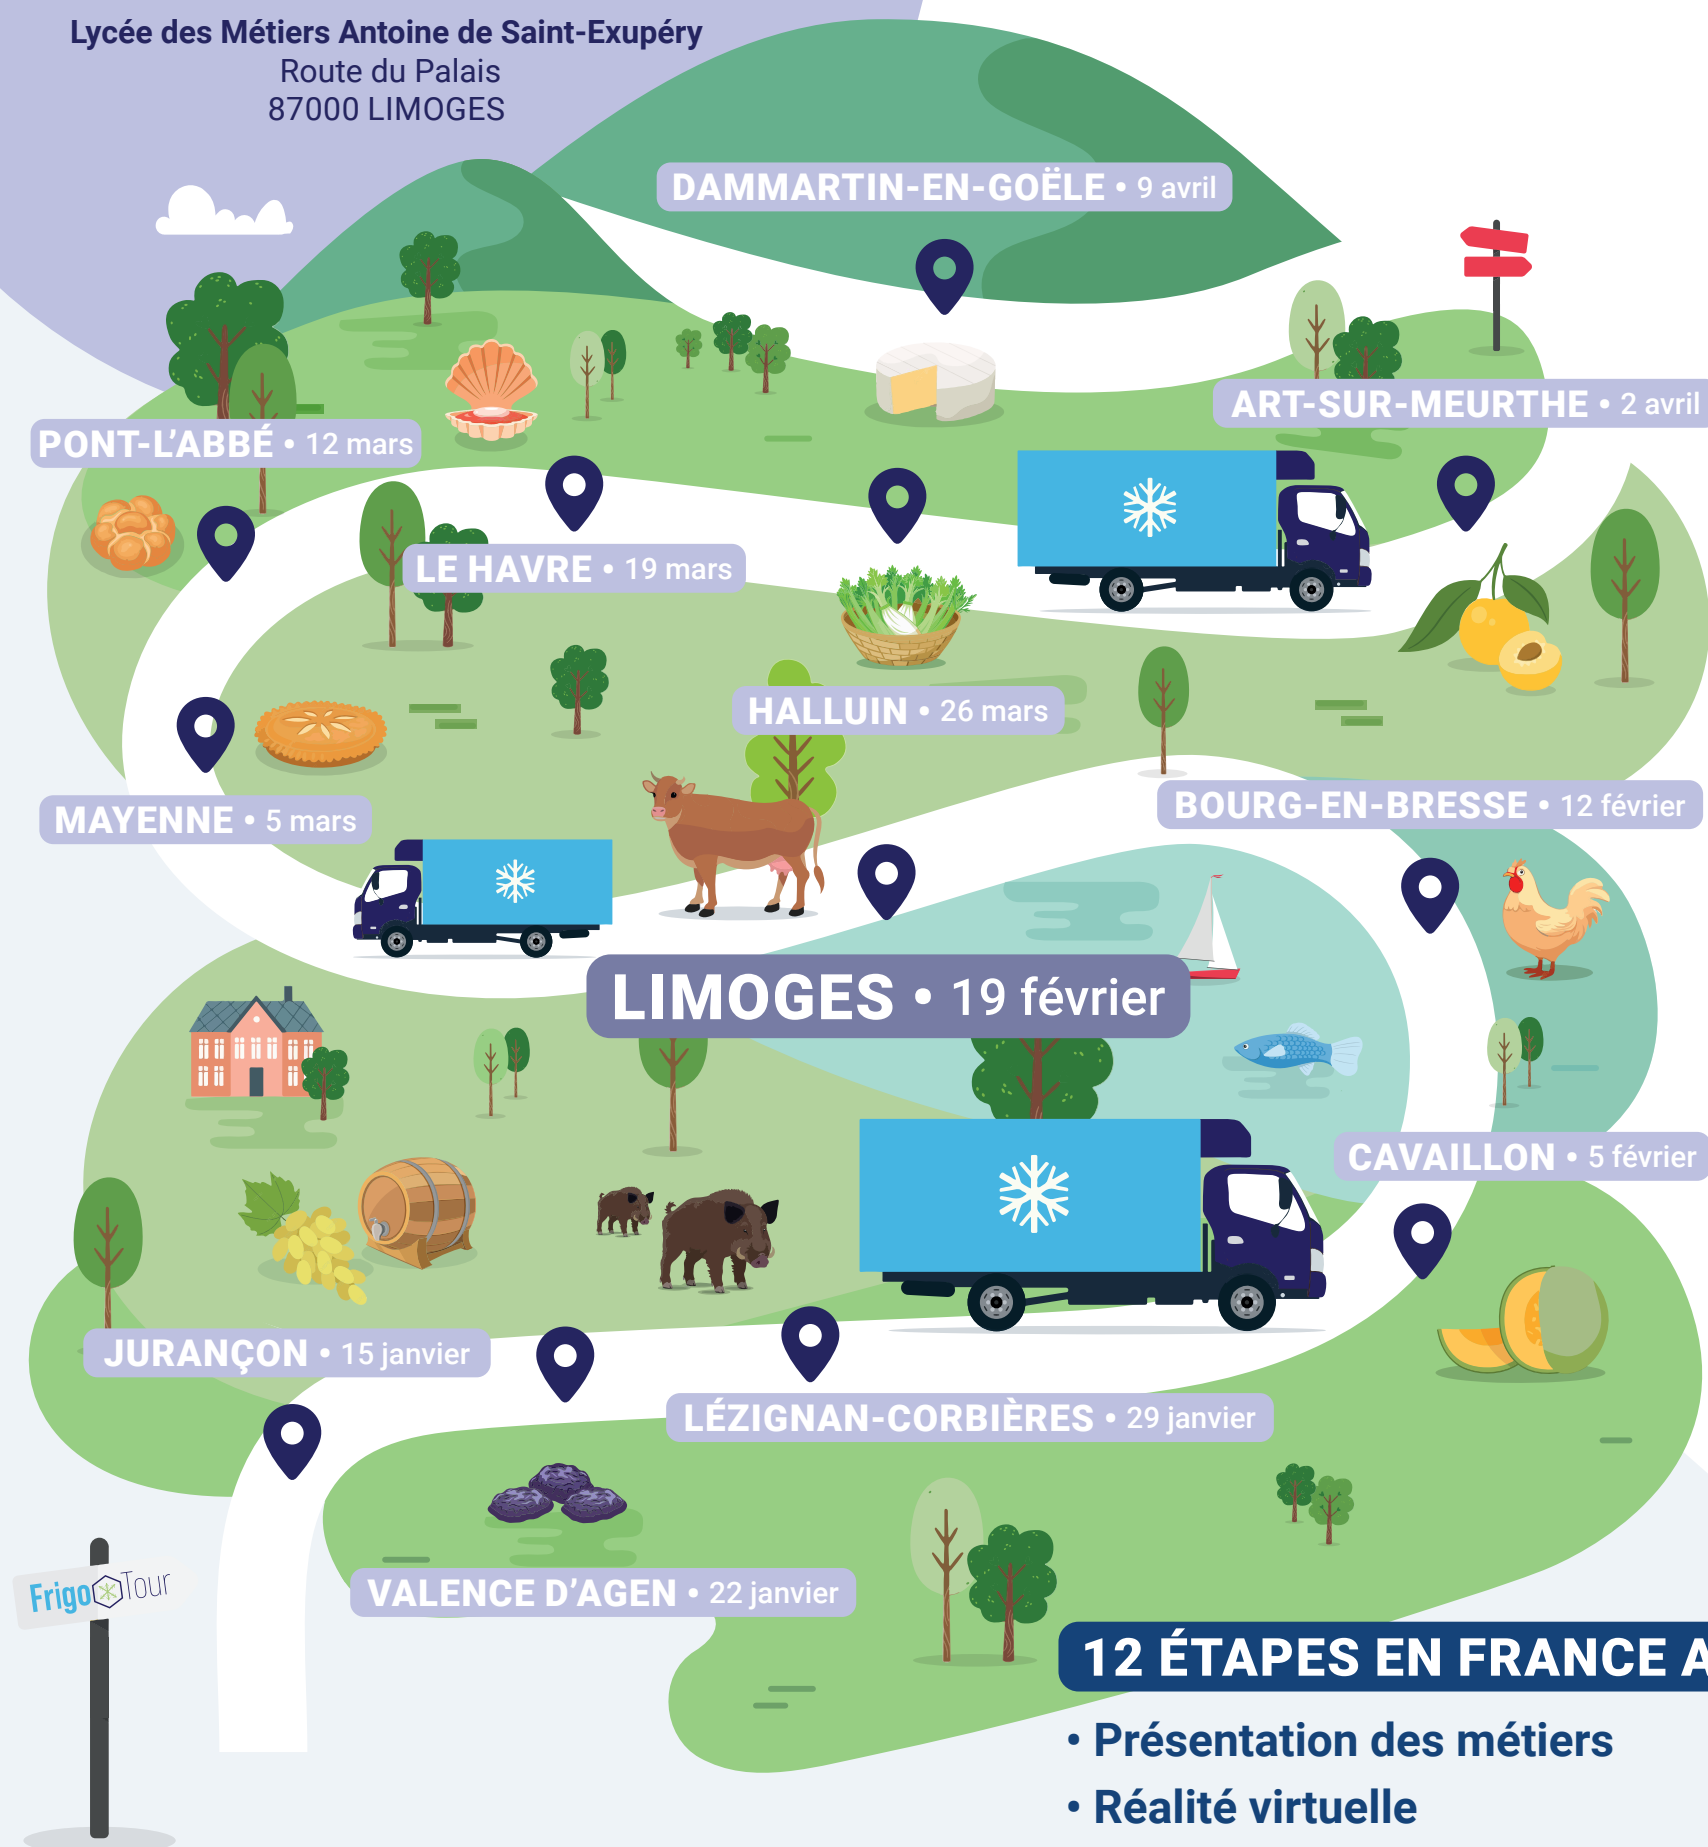 Lycée des Métiers Antoine de Saint-Exupéry
Route du Palais
87000 LIMOGES
DAMMARTIN-EN-GOËLE • 9 avril
ART-SUR-MEURTHE • 2 avril
PONT-L'ABBÉ • 12 mars
LE HAVRE • 19 mars
HALLUIN • 26 mars
MAYENNE • 5 mars
BOURG-EN-BRESSE • 12 février
LIMOGES • 19 février
CAVAILLON • 5 février
JURANÇON • 15 janvier
LÉZIGNAN-CORBIÈRES • 29 janvier
VALENCE D'AGEN • 22 janvier
Frigo Tour
12 ÉTAPES EN FRANCE A
• Présentation des métiers
• Réalité virtuelle